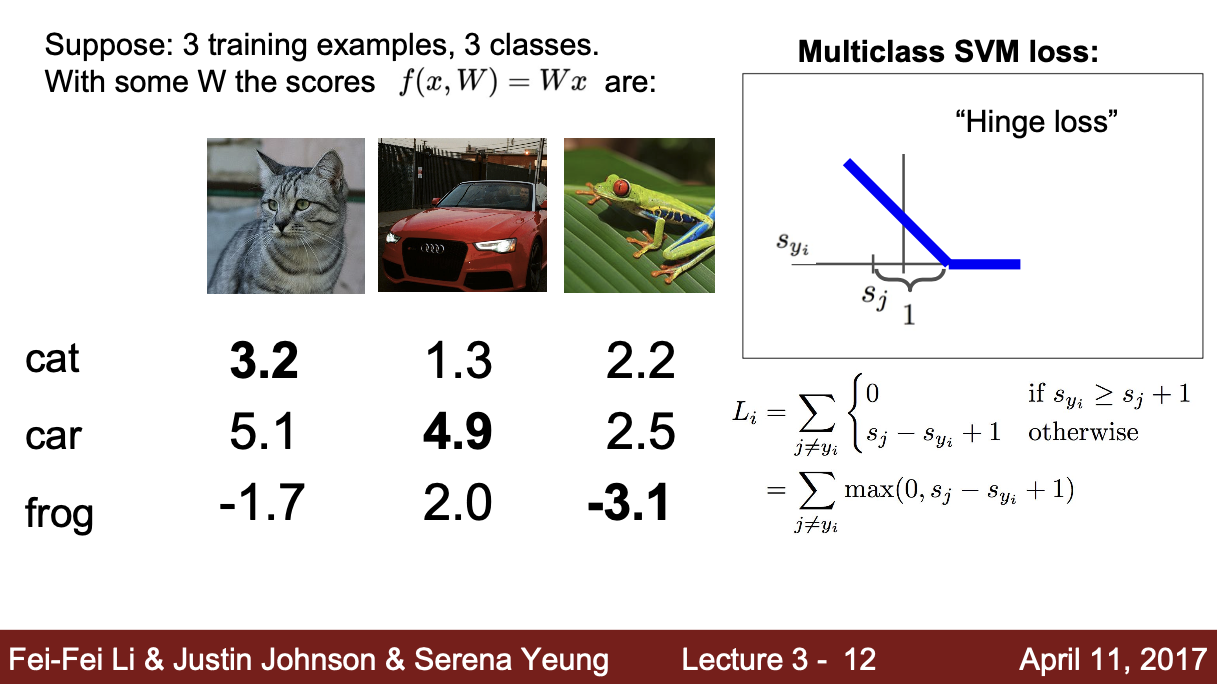 Suppose: 3 training examples, 3 classes.
With some W the scores f(x, W) = Wx are:
cat 3.2 1.3 2.2
car 5.1 4.9 2.5
frog -1.7 2.0 -3.1
Multiclass SVM loss:
“Hinge loss”
s_{y_i}
s_j
1
L_i = \sum_{j \neq y_i} \begin{cases} 0 & \text{if } s_{y_i} \geq s_j + 1 \\ s_j - s_{y_i} + 1 & \text{otherwise} \end{cases}
= \sum_{j \neq y_i} \max(0, s_j - s_{y_i} + 1)
Fei-Fei Li & Justin Johnson & Serena Yeung Lecture 3 - 12 April 11, 2017